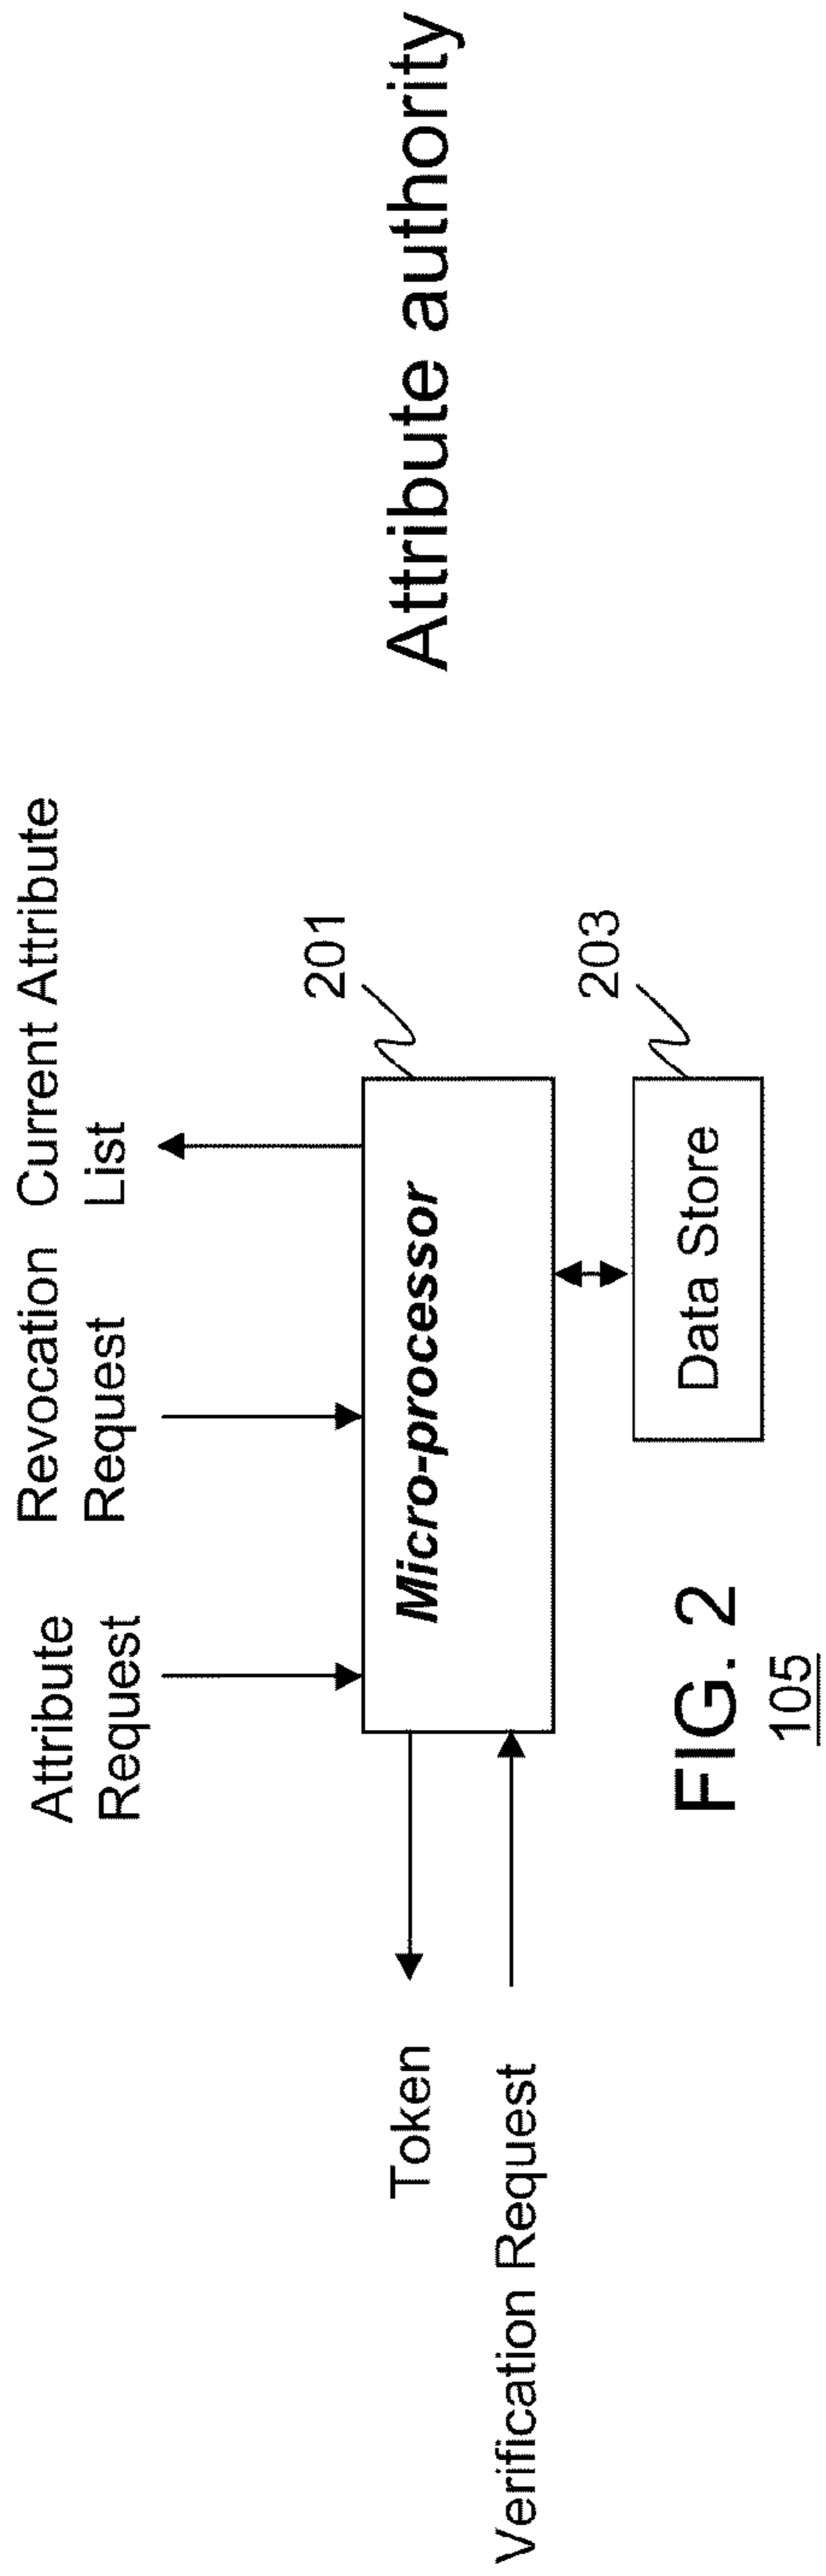 Attribute
Request
Revocation
Request
Current Attribute
List
201
Micro-processor
Token
Verification Request
203
Data Store
Attribute authority
FIG. 2
105